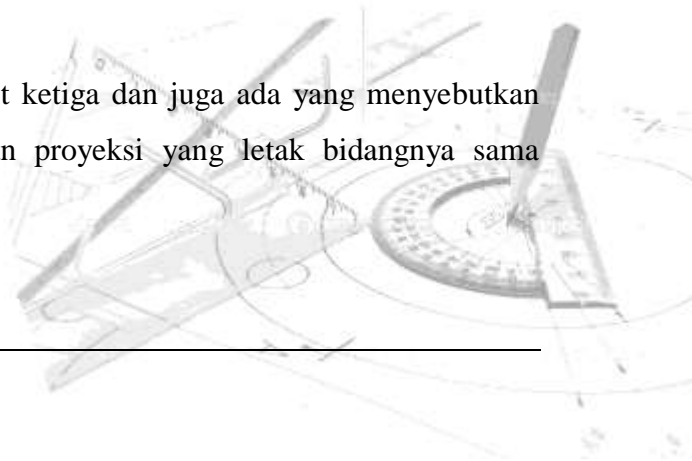 t ketiga dan juga ada yang menyebutkan
n proyeksi yang letak bidangnya sama